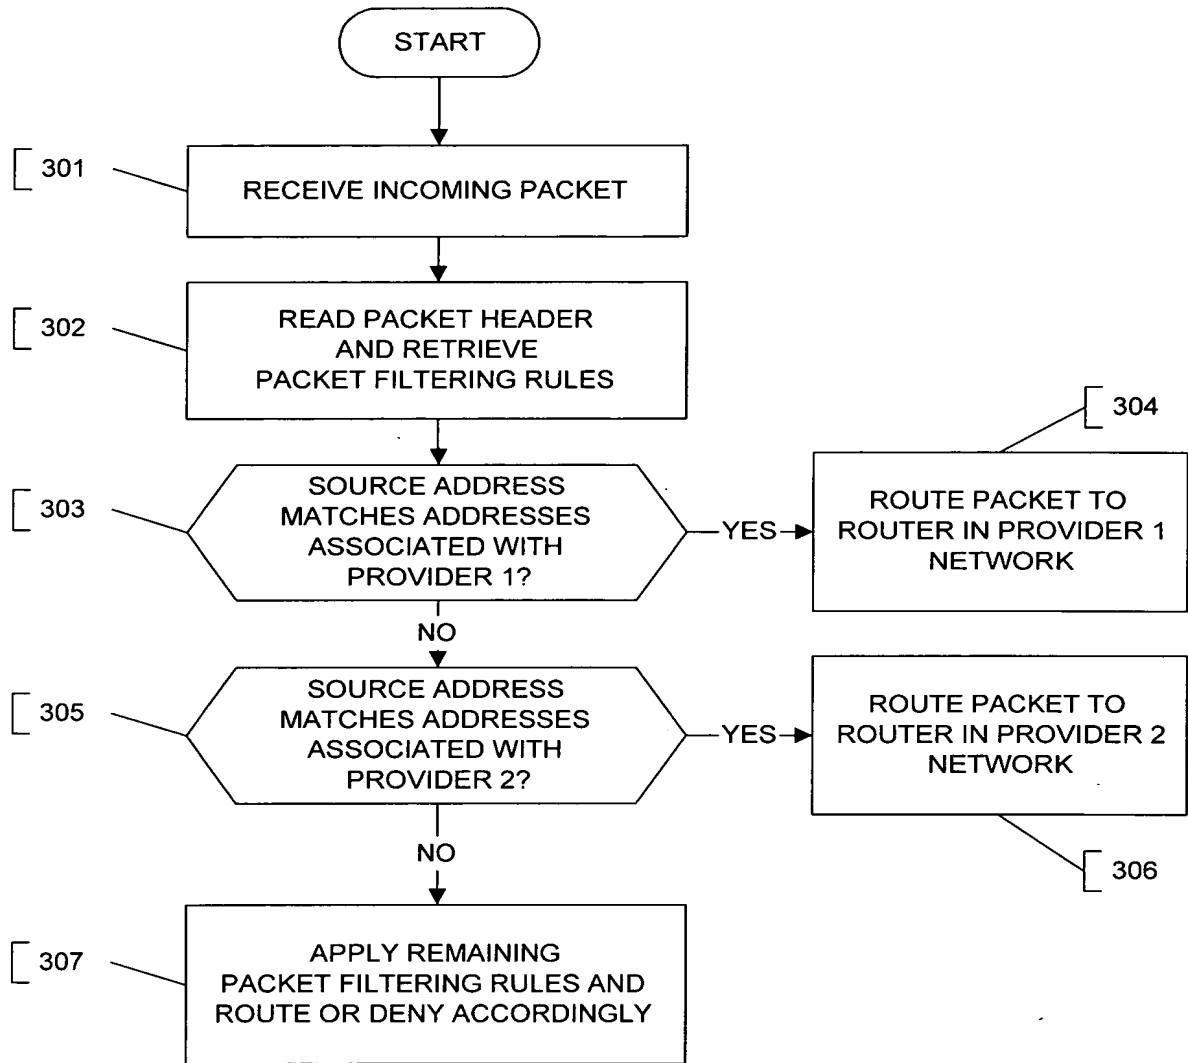 START
301
RECEIVE INCOMING PACKET
302
READ PACKET HEADER
AND RETRIEVE
PACKET FILTERING RULES
303
SOURCE ADDRESS
MATCHES ADDRESSES
ASSOCIATED WITH
PROVIDER 1?
YES
304
ROUTE PACKET TO
ROUTER IN PROVIDER 1
NETWORK
NO
305
SOURCE ADDRESS
MATCHES ADDRESSES
ASSOCIATED WITH
PROVIDER 2?
YES
ROUTE PACKET TO
ROUTER IN PROVIDER 2
NETWORK
306
NO
307
APPLY REMAINING
PACKET FILTERING RULES AND
ROUTE OR DENY ACCORDINGLY